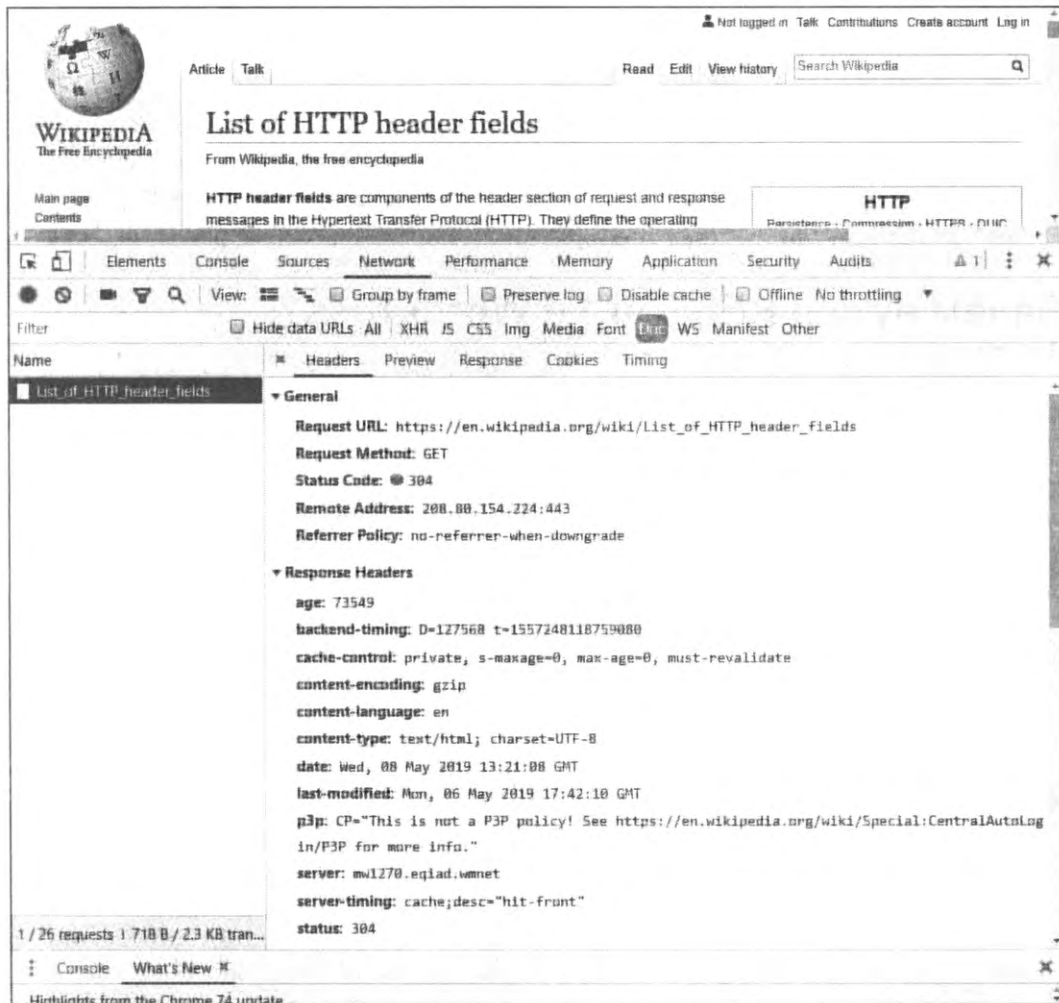 Not logged in Talk Contributions Create account Log in
Article Talk
Read Edit View history Search Wikipedia
WIKIPEDIA
The Free Encyclopedia
List of HTTP header fields
From Wikipedia, the free encyclopedia
Main page
Contents
HTTP header fields are components of the header section of request and response
messages in the Hypertext Transfer Protocol (HTTP). They define the operating
HTTP
Persistence · Compression · HTTPS · QUIC
Elements Console Sources Network Performance Memory Application Security Audits 1
View: Group by frame Preserve log Disable cache Offline No throttling
Filter Hide data URLs All XHR JS CSS Img Media Font Doc WS Manifest Other
Name
Headers Preview Response Cookies Timing
List_of_HTTP_header_fields
General
Request URL: https://en.wikipedia.org/wiki/List_of_HTTP_header_fields
Request Method: GET
Status Code: 304
Remote Address: 208.80.154.224:443
Referrer Policy: no-referrer-when-downgrade
Response Headers
age: 73549
backend-timing: D=127568 t=1557248118759080
cache-control: private, s-maxage=0, max-age=0, must-revalidate
content-encoding: gzip
content-language: en
content-type: text/html; charset=UTF-8
date: Wed, 08 May 2019 13:21:08 GMT
last-modified: Mon, 06 May 2019 17:42:10 GMT
p3p: CP="This is not a P3P policy! See https://en.wikipedia.org/wiki/Special:CentralAutoLog
in/P3P for more info."
server: mw1270.eqiad.wmnet
server-timing: cache;desc="hit-front"
status: 304
1 / 26 requests | 718 B / 2.3 KB tran...
Console What's New
Highlights from the Chrome 74 update